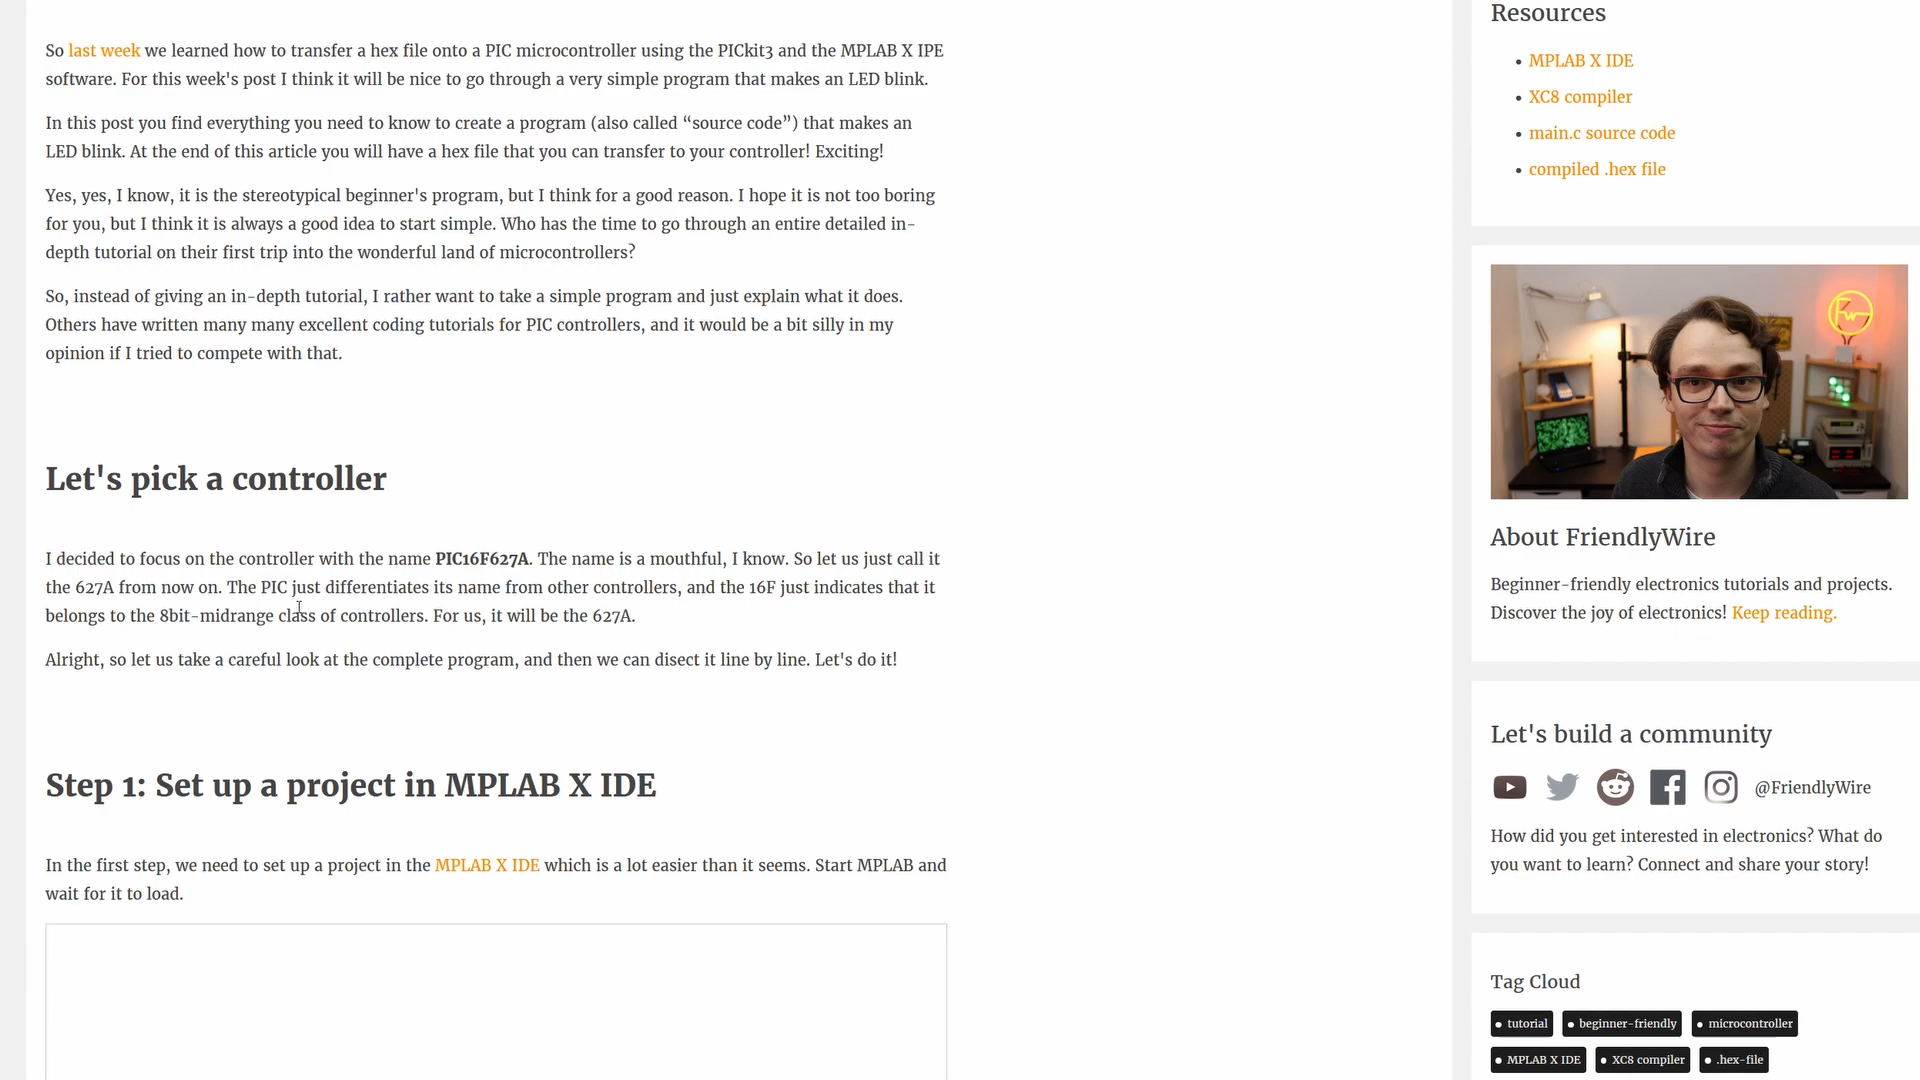 So last week we learned how to transfer a hex file onto a PIC microcontroller using the PICkit3 and the MPLAB X IPE
software. For this week's post I think it will be nice to go through a very simple program that makes an LED blink.
In this post you find everything you need to know to create a program (also called “source code”) that makes an
LED blink. At the end of this article you will have a hex file that you can transfer to your controller! Exciting!
Yes, yes, I know, it is the stereotypical beginner's program, but I think for a good reason. I hope it is not too boring
for you, but I think it is always a good idea to start simple. Who has the time to go through an entire detailed in-
depth tutorial on their first trip into the wonderful land of microcontrollers?
So, instead of giving an in-depth tutorial, I rather want to take a simple program and just explain what it does.
Others have written many many excellent coding tutorials for PIC controllers, and it would be a bit silly in my
opinion if I tried to compete with that.
Let's pick a controller
I decided to focus on the controller with the name PIC16F627A. The name is a mouthful, I know. So let us just call it
the 627A from now on. The PIC just differentiates its name from other controllers, and the 16F just indicates that it
belongs to the 8bit-midrange class of controllers. For us, it will be the 627A.
Alright, so let us take a careful look at the complete program, and then we can disect it line by line. Let's do it!
Step 1: Set up a project in MPLAB X IDE
In the first step, we need to set up a project in the MPLAB X IDE which is a lot easier than it seems. Start MPLAB and
wait for it to load.
Resources
MPLAB X IDE
XC8 compiler
main.c source code
compiled .hex file
Fw
About FriendlyWire
Beginner-friendly electronics tutorials and projects.
Discover the joy of electronics! Keep reading.
Let's build a community
@FriendlyWire
How did you get interested in electronics? What do
you want to learn? Connect and share your story!
Tag Cloud
tutorial beginner-friendly microcontroller
MPLAB X IDE XC8 compiler .hex-file